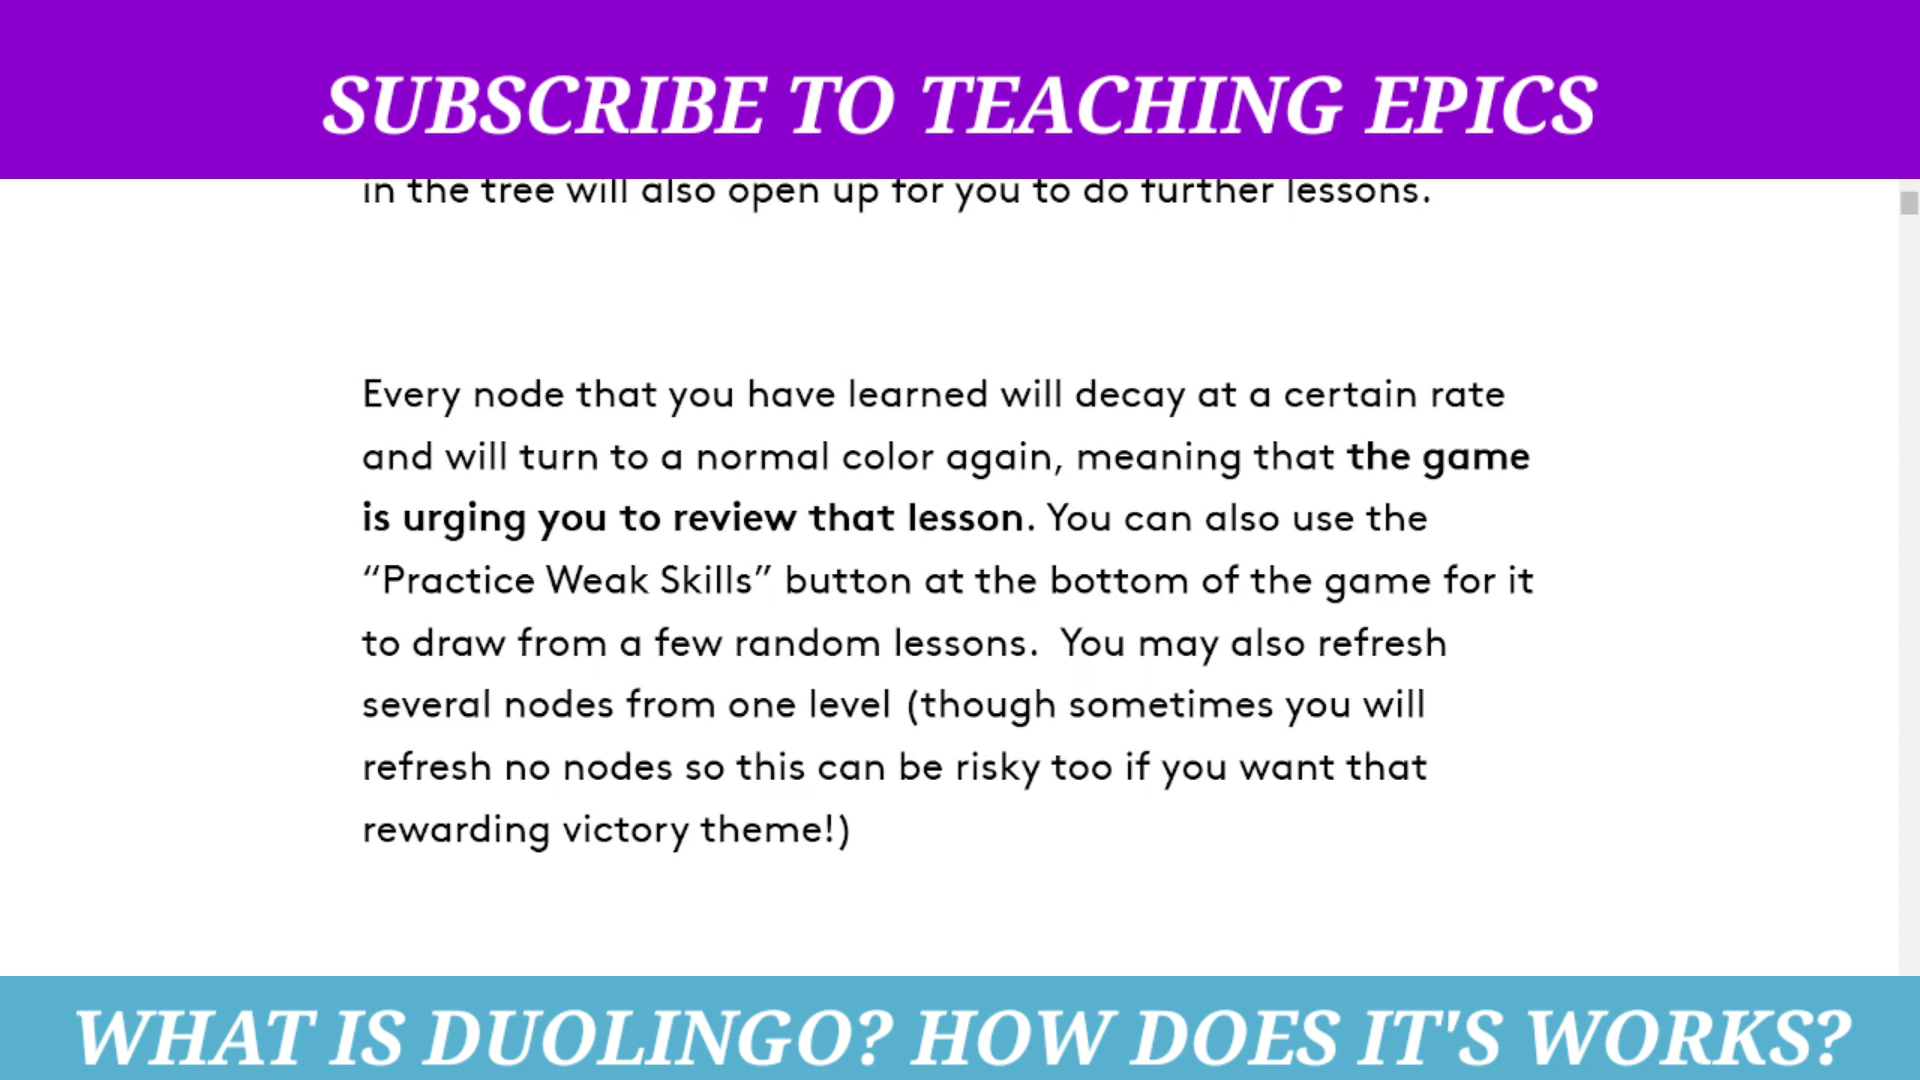 SUBSCRIBE TO TEACHING EPICS
in the tree will also open up for you to do further lessons.
Every node that you have learned will decay at a certain rate
and will turn to a normal color again, meaning that the game
is urging you to review that lesson. You can also use the
“Practice Weak Skills” button at the bottom of the game for it
to draw from a few random lessons.  You may also refresh
several nodes from one level (though sometimes you will
refresh no nodes so this can be risky too if you want that
rewarding victory theme!)
WHAT IS DUOLINGO? HOW DOES IT'S WORKS?